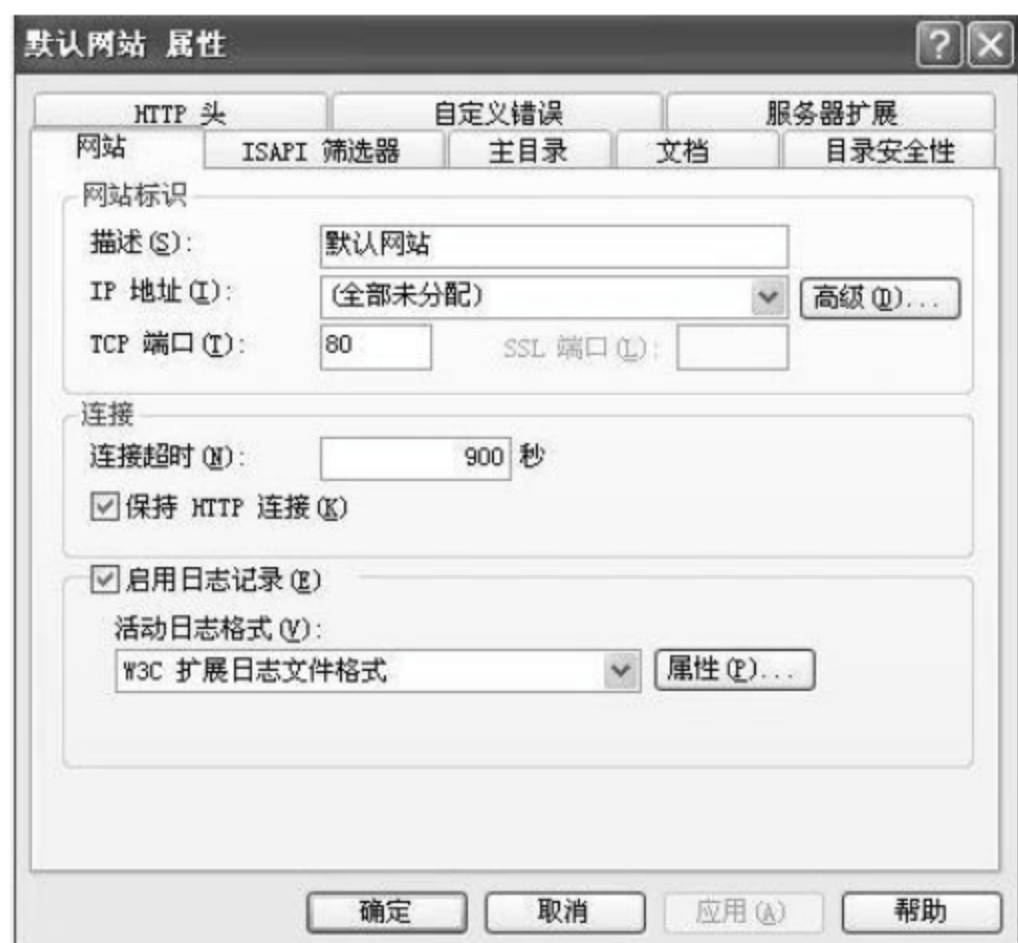 默认网站 属性
HTTP 头 自定义错误 服务器扩展
网站 ISAPI 筛选器 主目录 文档 目录安全性
网站标识
描述(S): 默认网站
IP 地址(I): (全部未分配) 高级(D)...
TCP 端口(T): 80 SSL 端口(L):
连接
连接超时(N): 900 秒
保持 HTTP 连接(K)
启用日志记录(E)
活动日志格式(V):
W3C 扩展日志文件格式 属性(P)...
确定 取消 应用(A) 帮助